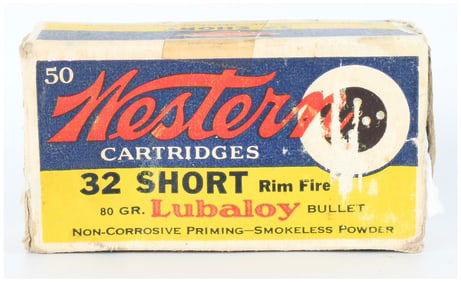 50
Western
CARTRIDGES
32 SHORT Rim Fire
80 GR. Lubaloy BULLET
NON-CORROSIVE PRIMING—SMOKELESS POWDER